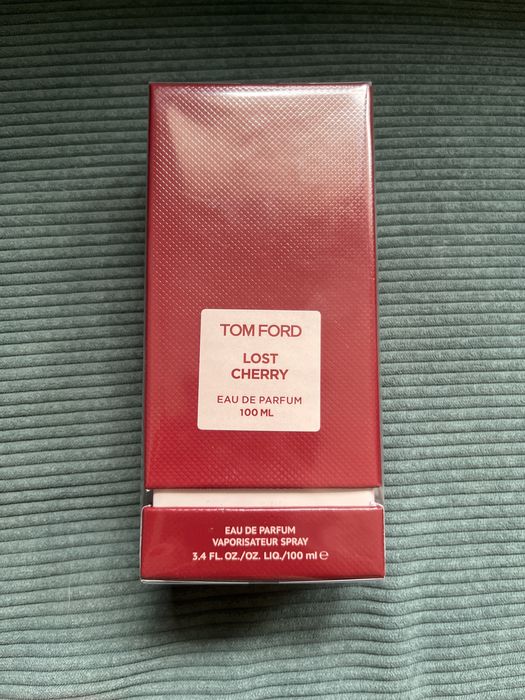 TOM FORD
LOST
CHERRY
EAU DE PARFUM
100 ML
EAU DE PARFUM
VAPORISATEUR SPRAY
3.4 FL. OZ./OZ. LIQ./100 ml ℮